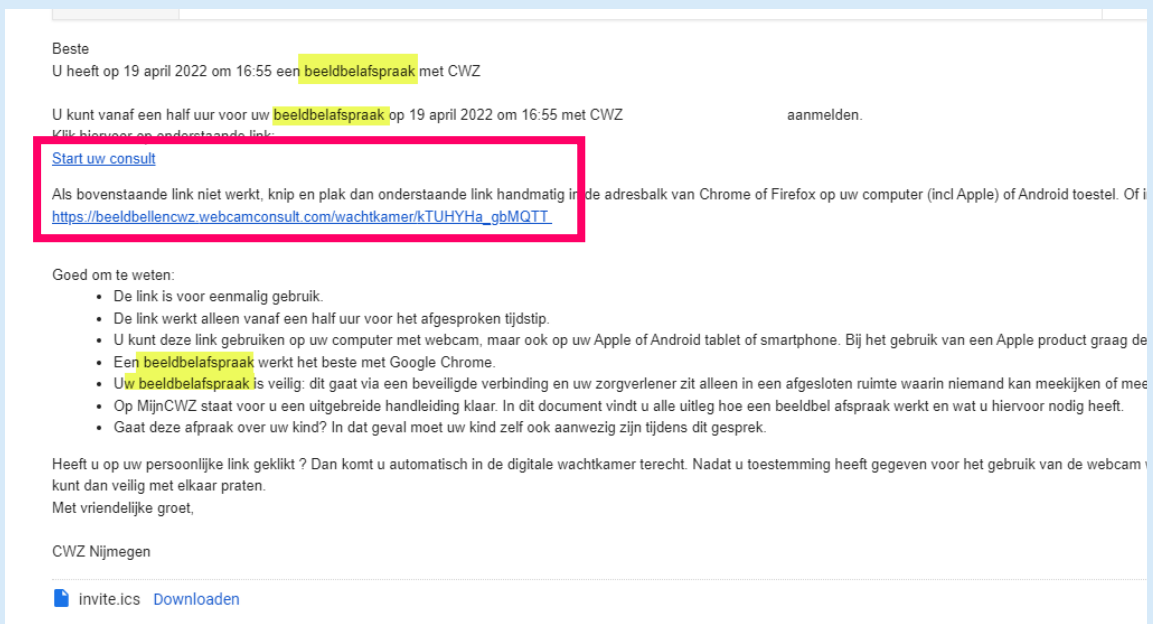 Beste
U heeft op 19 april 2022 om 16:55 een beeldbelafspraak met CWZ
U kunt vanaf een half uur voor uw beeldbelafspraak op 19 april 2022 om 16:55 met CWZ aanmelden.
Klik hiervoor op onderstaande link:
Start uw consult
Als bovenstaande link niet werkt, knip en plak dan onderstaande link handmatig in de adresbalk van Chrome of Firefox op uw computer (incl Apple) of Android toestel. Of
https://beeldbellencwz.webcamconsult.com/wachtkamer/kTUHYHa_gbMQTT
Goed om te weten:
• De link is voor eenmalig gebruik.
• De link werkt alleen vanaf een half uur voor het afgesproken tijdstip.
• U kunt deze link gebruiken op uw computer met webcam, maar ook op uw Apple of Android tablet of smartphone. Bij het gebruik van een Apple product graag de
• Een beeldbelafspraak werkt het beste met Google Chrome.
• Uw beeldbelafspraak is veilig: dit gaat via een beveiligde verbinding en uw zorgverlener zit alleen in een afgesloten ruimte waarin niemand kan meekijken of mee
• Op MijnCWZ staat voor u een uitgebreide handleiding klaar. In dit document vindt u alle uitleg hoe een beeldbel afspraak werkt en wat u hiervoor nodig heeft.
• Gaat deze afpraak over uw kind? In dat geval moet uw kind zelf ook aanwezig zijn tijdens dit gesprek.
Heeft u op uw persoonlijke link geklikt ? Dan komt u automatisch in de digitale wachtkamer terecht. Nadat u toestemming heeft gegeven voor het gebruik van de webcam
kunt dan veilig met elkaar praten.
Met vriendelijke groet,
CWZ Nijmegen
invite.ics Downloaden